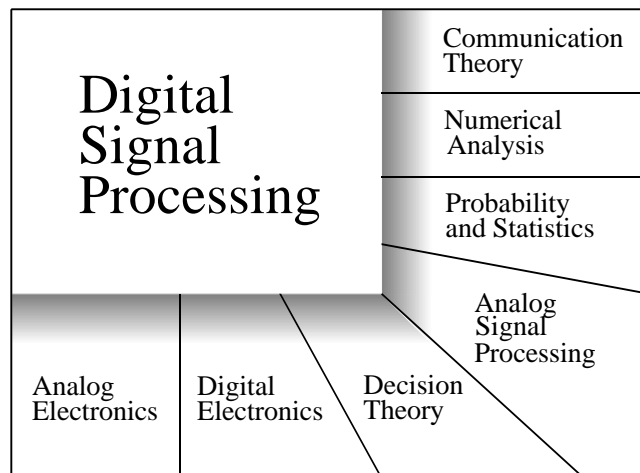 Digital
Signal
Processing
Communication
Theory
Numerical
Analysis
Probability
and Statistics
Analog
Signal
Processing
Decision
Theory
Digital
Electronics
Analog
Electronics